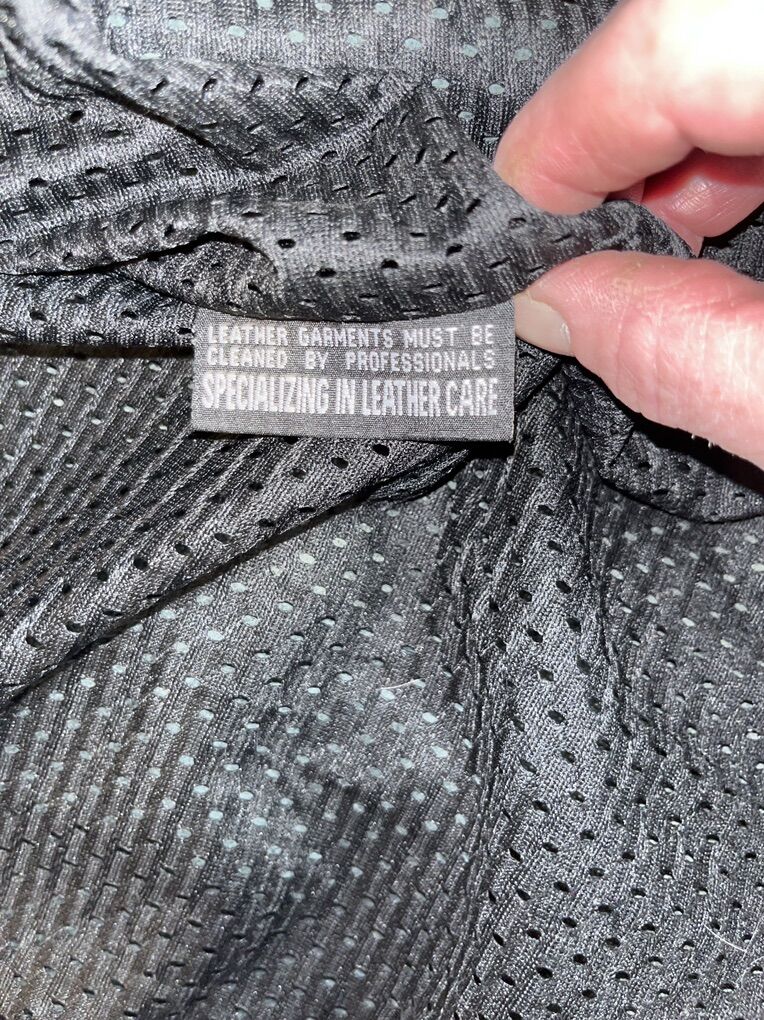 LEATHER GARMENTS MUST BE
CLEANED BY PROFESSIONALS
SPECIALIZING IN LEATHER CARE